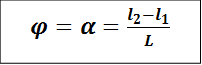 φ = α = (l₂−l₁)/L